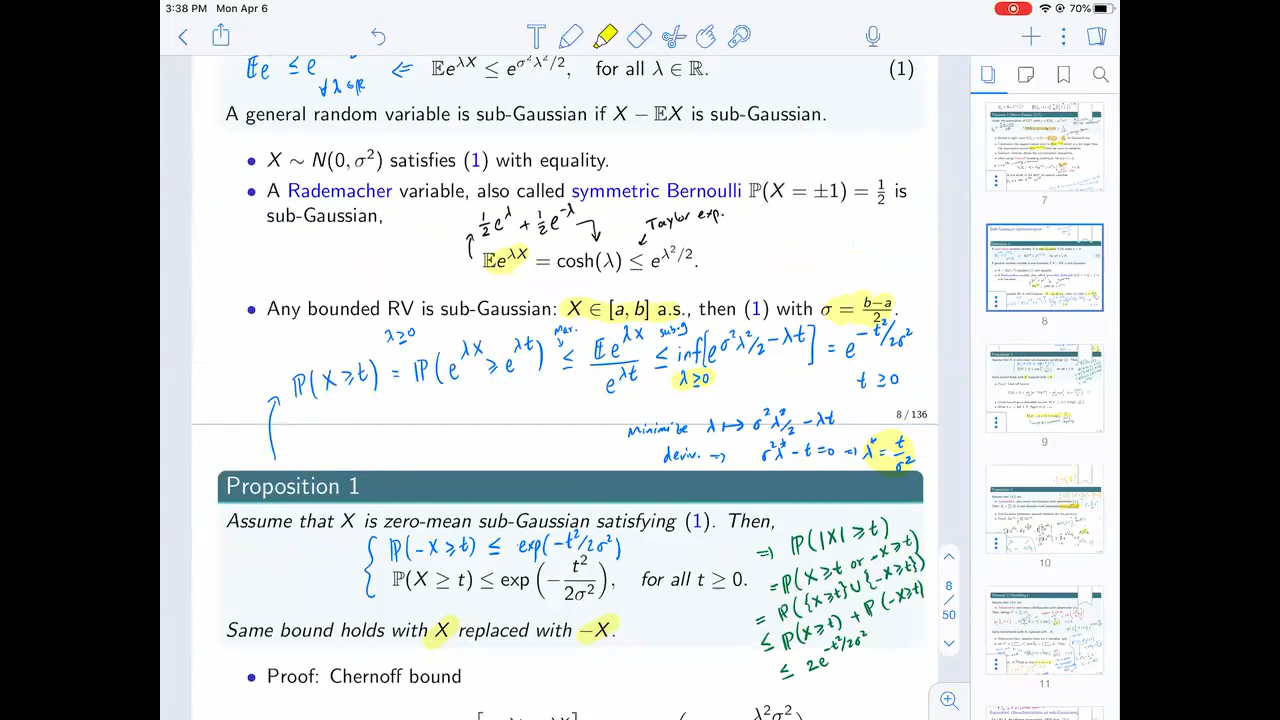 3:38 PM Mon Apr 6
70%
𝔼e ≤ e
∀λ∈ℝ
⇐ 𝔼e^{λX} ≤ e^{σ²λ²/2}, for all λ ∈ ℝ. (1)
A general random variable is sub-Gaussian if X − 𝔼X is sub-Gaussian.
• X ∼ N(0, σ²) satisfies (1) with equality.
• A Rademacher variable, also called symmetric Bernoulli ℙ(X = ±1) = 1/2 is
sub-Gaussian,
1/2 e^λ + 1/2 e^{-λ}
Taylor exp.
𝔼e^{λX} = cosh(λ) ≤ e^{λ²/2}.
• Any bounded RV is sub-Gaussian: X ∈ [a, b] a.s., then (1) with σ = (b−a)/2.
λ≥0
Mar.
sub-g
ℙ(X≥t) ℙ(e^{λX} ≥ e^{λt}) ≤ 𝔼e^{λX}/e^{λt} ≤ inf_{λ≥0}[e^{σ²λ²/2 − λt}] = e^{−t²/2σ²}
t ≥ 0
8 / 136
Minimize λ ↦ σ²λ²/2 − λt
deriv. ⇒ σ²λ* − t = 0 ⇒ λ* = t/σ²
Proposition 1
Assume that X is zero-mean sub-Gaussian satisfying (1). Then,
ℙ(−X ≥ t) ≤ exp(−t²/2σ²)
ℙ(X ≥ t) ≤ exp(−t²/2σ²), for all t ≥ 0.
Same bound holds with X replaced with −X.
⇒ ℙ(|X| ≥ t)
= ℙ(X ≥ t or −X ≥ t)
= ℙ({X≥t} ∪ {−X≥t})
≤ ℙ(X≥t) + ℙ(−X≥t)
≤ 2e^{−t²/2σ²}
• Proof: Chernoff bound
7
8
9
10
11
8
50